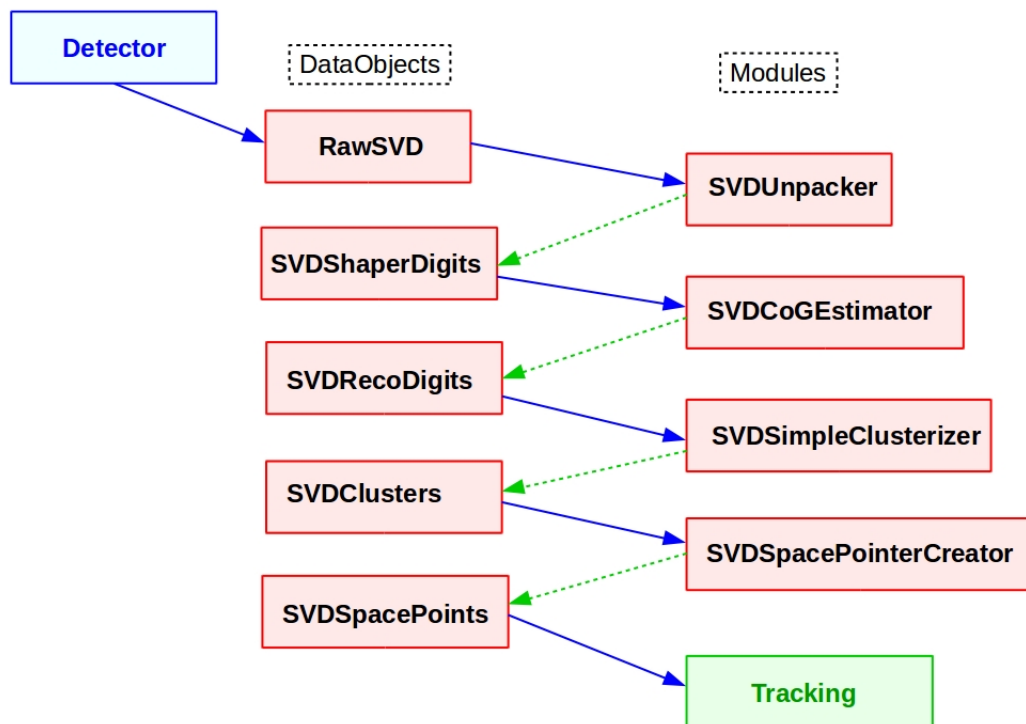 Detector
DataObjects
Modules
RawSVD
SVDUnpacker
SVDShaperDigits
SVDCoGEstimator
SVDRecoDigits
SVDSimpleClusterizer
SVDClusters
SVDSpacePointerCreator
SVDSpacePoints
Tracking